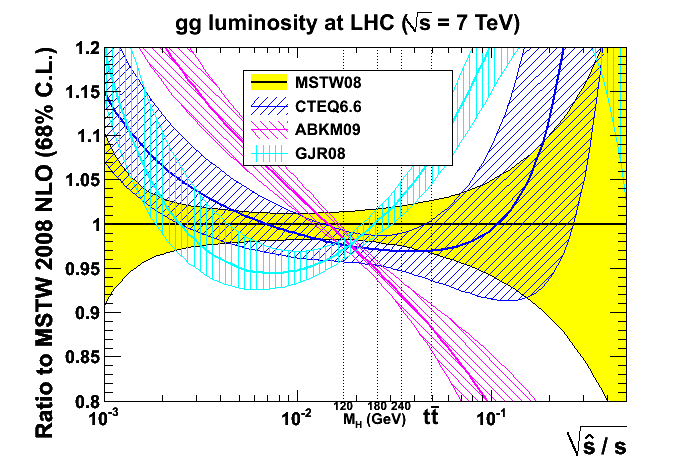 gg luminosity at LHC (√s = 7 TeV)
Ratio to MSTW 2008 NLO (68% C.L.)
1.2
1.15
1.1
1.05
1
0.95
0.9
0.85
0.8
MSTW08
CTEQ6.6
ABKM09
GJR08
10⁻³
10⁻²
10⁻¹
120 180 240
M_H (GeV)
tt̄
√ŝ / s